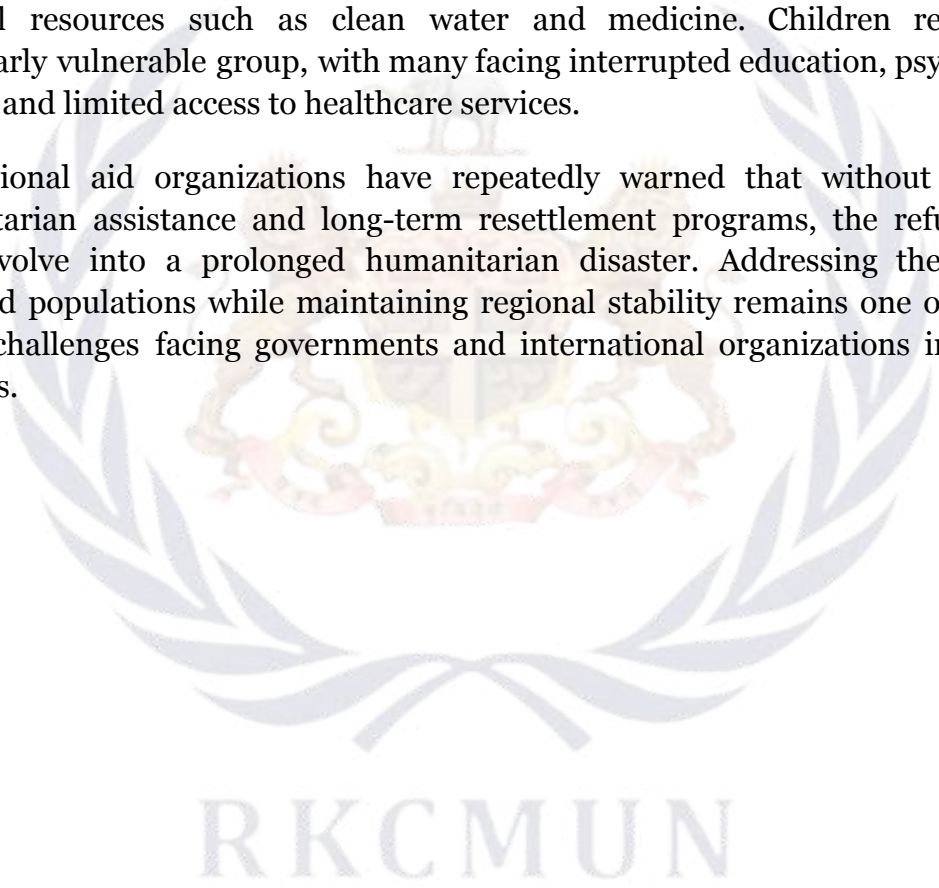 l resources such as clean water and medicine. Children re
arly vulnerable group, with many facing interrupted education, psy
and limited access to healthcare services.
ional aid organizations have repeatedly warned that without
tarian assistance and long-term resettlement programs, the refu
volve into a prolonged humanitarian disaster. Addressing the
d populations while maintaining regional stability remains one o
challenges facing governments and international organizations in
s.
RKCMUN